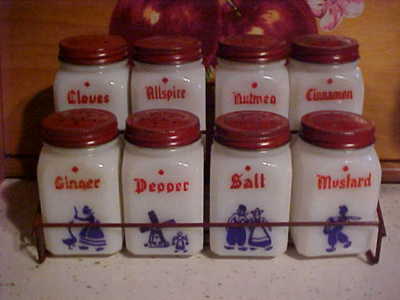 Cloves
Allspice
Nutmeg
Cinnamon
Ginger
Pepper
Salt
Mustard